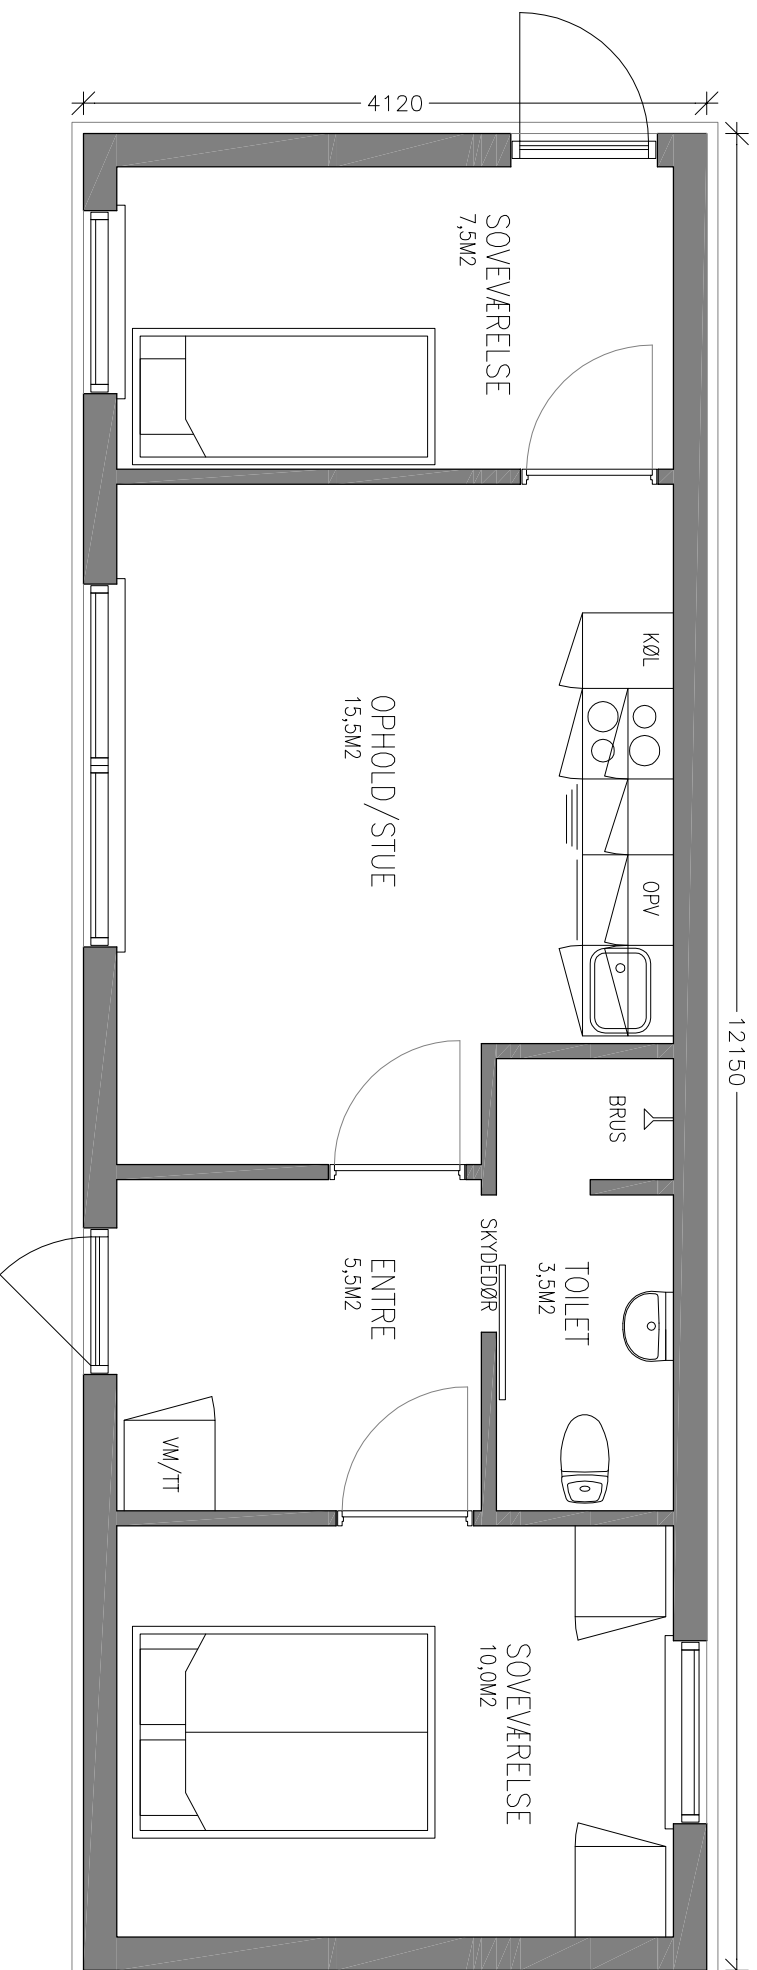 4120
12150
SOVEVÆRELSE
7,5M2
KØL
OPHOLD/STUE
15,5M2
OPV
BRUS
SKYDEDØR
TOILET
3,5M2
ENTRE
5,5M2
VM/TT
SOVEVÆRELSE
10,0M2